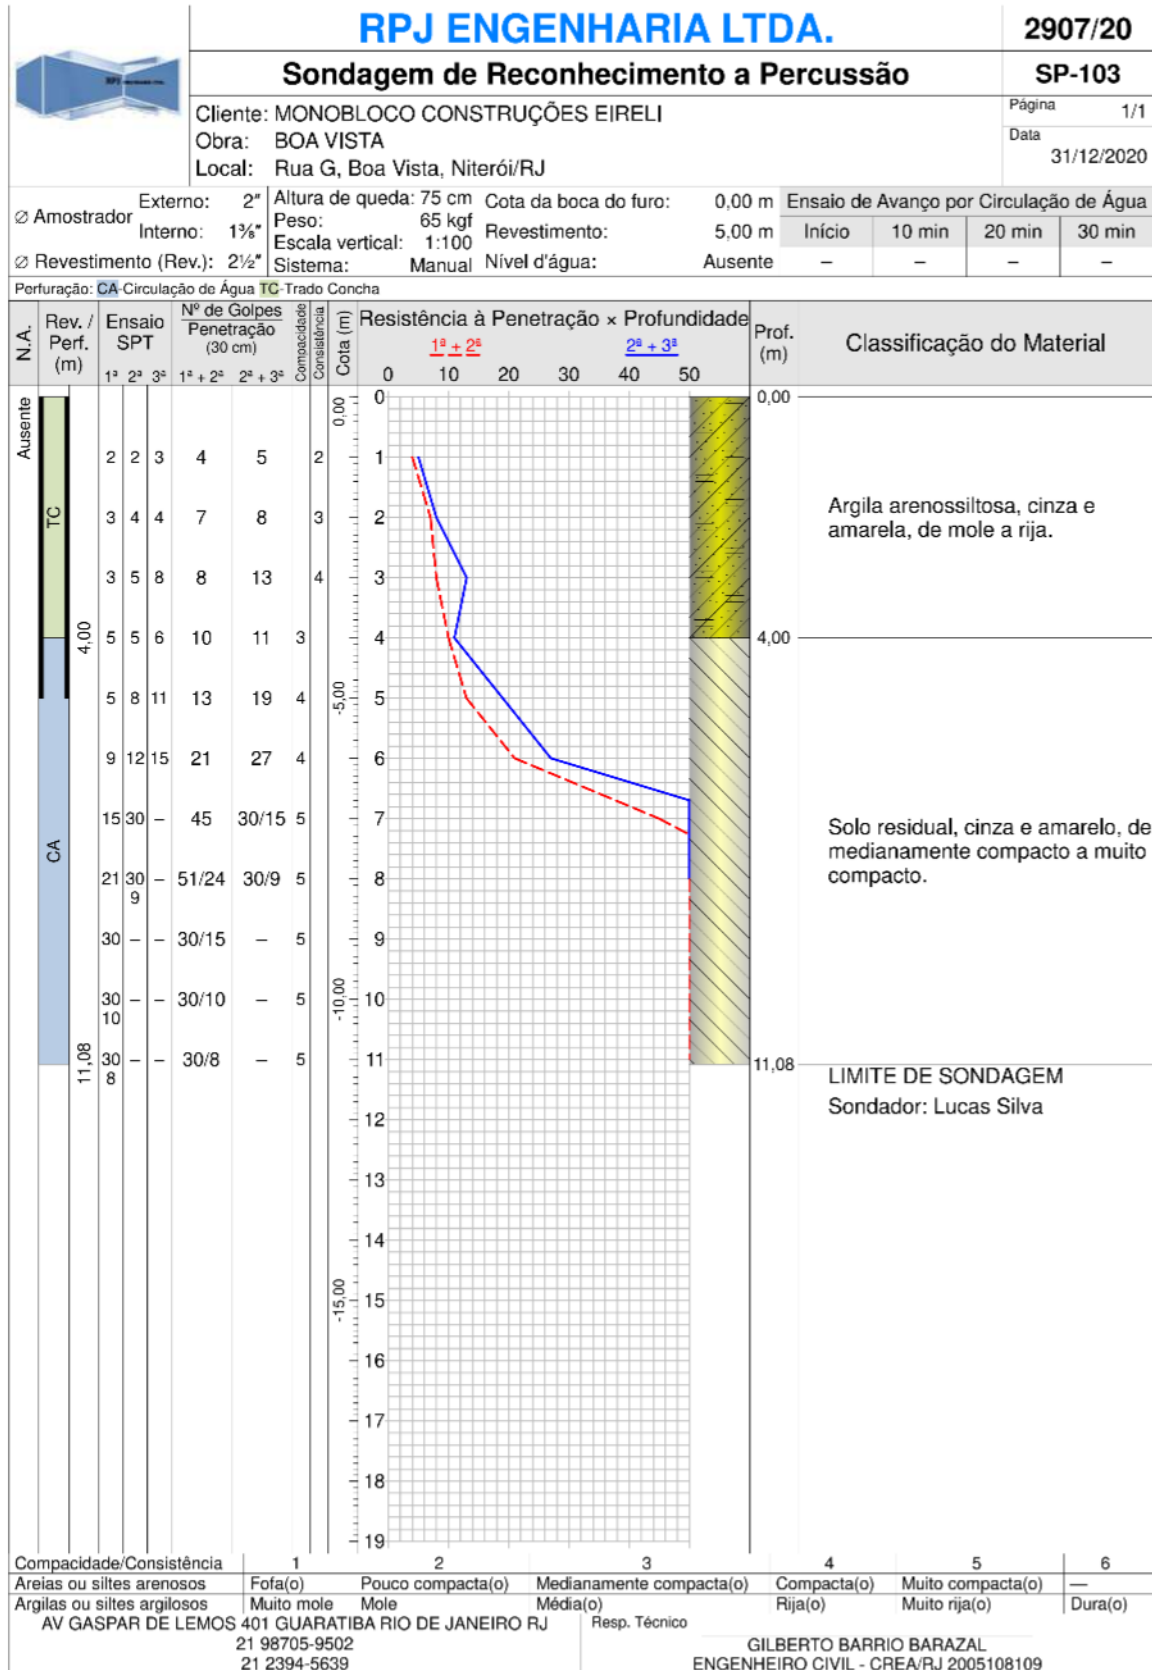 RPJ ENGENHARIA LTDA.
2907/20
Sondagem de Reconhecimento a Percussão
SP-103
Cliente: MONOBLOCO CONSTRUÇÕES EIRELI
Obra: BOA VISTA
Local: Rua G, Boa Vista, Niterói/RJ
Página 1/1
Data
31/12/2020
Ø Amostrador Externo: 2"
Interno: 1⅜"
Ø Revestimento (Rev.): 2½"
Altura de queda: 75 cm
Peso: 65 kgf
Escala vertical: 1:100
Sistema: Manual
Cota da boca do furo: 0,00 m
Revestimento: 5,00 m
Nível d'água: Ausente
Ensaio de Avanço por Circulação de Água
Início 10 min 20 min 30 min
– – – –
Perfuração: CA-Circulação de Água TC-Trado Concha
N.A.
Rev. / Perf. (m)
Ensaio SPT
1ª 2ª 3ª
Nº de Golpes
Penetração
(30 cm)
1ª + 2ª 2ª + 3ª
Compacidade
Consistência
Cota (m)
Resistência à Penetração × Profundidade
1ª + 2ª 2ª + 3ª
0 10 20 30 40 50
Prof. (m)
Classificação do Material
Ausente
TC
4,00
CA
11,08
0,00 0 0,00
2 2 3 4 5 2 1
3 4 4 7 8 3 2
3 5 8 8 13 4 3
5 5 6 10 11 3 4 4,00
5 8 11 13 19 4 -5,00 5
9 12 15 21 27 4 6
15 30 – 45 30/15 5 7
21 30 – 51/24 30/9 5 8
9
30 – – 30/15 – 5 9
30 – – 30/10 – 5 -10,00 10
10
30 – – 30/8 – 5 11 11,08
8
12
13
14
-15,00 15
16
17
18
19
Argila arenossiltosa, cinza e
amarela, de mole a rija.
Solo residual, cinza e amarelo, de
medianamente compacto a muito
compacto.
LIMITE DE SONDAGEM
Sondador: Lucas Silva
Compacidade/Consistência 1 2 3 4 5 6
Areias ou siltes arenosos Fofa(o) Pouco compacta(o) Medianamente compacta(o) Compacta(o) Muito compacta(o) —
Argilas ou siltes argilosos Muito mole Mole Média(o) Rija(o) Muito rija(o) Dura(o)
AV GASPAR DE LEMOS 401 GUARATIBA RIO DE JANEIRO RJ
21 98705-9502
21 2394-5639
Resp. Técnico
GILBERTO BARRIO BARAZAL
ENGENHEIRO CIVIL - CREA/RJ 2005108109